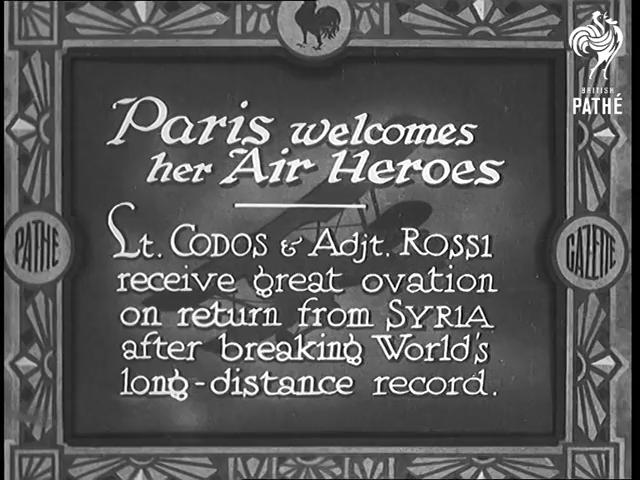 BRITISH
PATHÉ
Paris welcomes
her Air Heroes
Lt. CODOS & Adjt. ROSSI
receive great ovation
on return from SYRIA
after breaking World's
long-distance record.
PATHE
GAZETTE